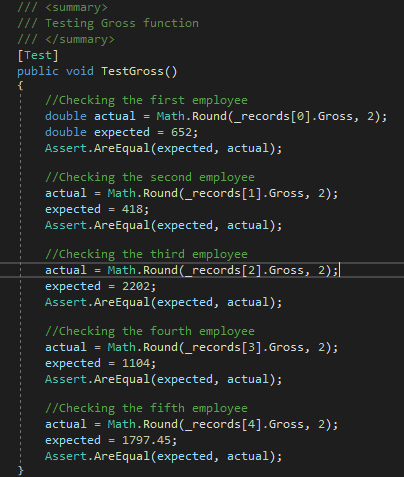 /// <summary>
/// Testing Gross function
/// </summary>
[Test]
public void TestGross()
{
//Checking the first employee
double actual = Math.Round(_records[0].Gross, 2);
double expected = 652;
Assert.AreEqual(expected, actual);
//Checking the second employee
actual = Math.Round(_records[1].Gross, 2);
expected = 418;
Assert.AreEqual(expected, actual);
//Checking the third employee
actual = Math.Round(_records[2].Gross, 2);
expected = 2202;
Assert.AreEqual(expected, actual);
//Checking the fourth employee
actual = Math.Round(_records[3].Gross, 2);
expected = 1104;
Assert.AreEqual(expected, actual);
//Checking the fifth employee
actual = Math.Round(_records[4].Gross, 2);
expected = 1797.45;
Assert.AreEqual(expected, actual);
}